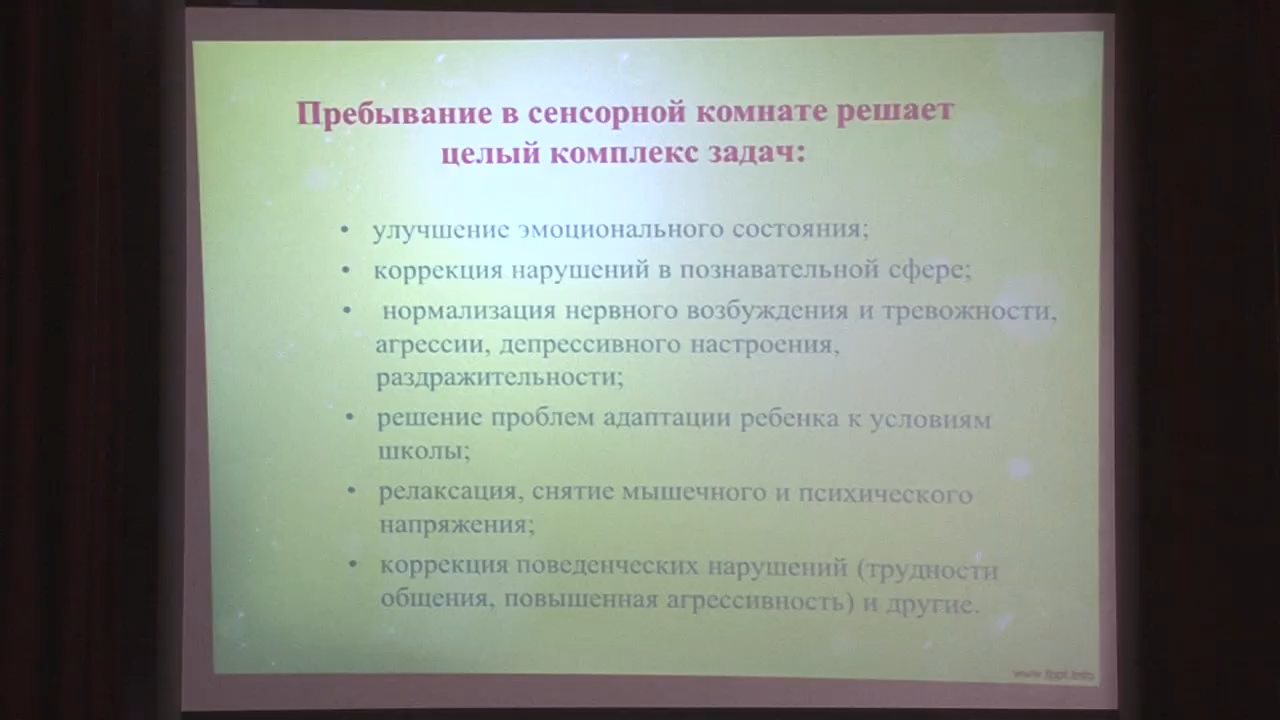 Пребывание в сенсорной комнате решает
целый комплекс задач:
• улучшение эмоционального состояния;
• коррекция нарушений в познавательной сфере;
• нормализация нервного возбуждения и тревожности,
агрессии, депрессивного настроения,
раздражительности;
• решение проблем адаптации ребенка к условиям
школы;
• релаксация, снятие мышечного и психического
напряжения;
• коррекция поведенческих нарушений (трудности
общения, повышенная агрессивность) и другие.